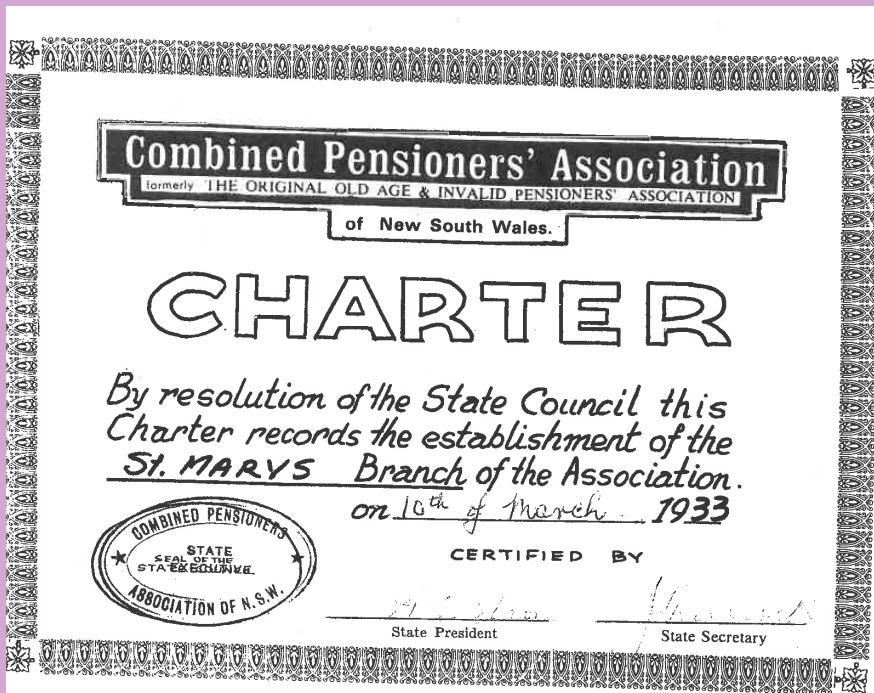 Combined Pensioners' Association
formerly THE ORIGINAL OLD AGE & INVALID PENSIONERS' ASSOCIATION
of New South Wales.
CHARTER
By resolution of the State Council this
Charter records the establishment of the
St. MARYS Branch of the Association.
on 10th of March 1933
COMBINED PENSIONERS
STATE
SEAL OF THE
STATE
ASSOCIATION OF N.S.W.
CERTIFIED BY
State President
State Secretary